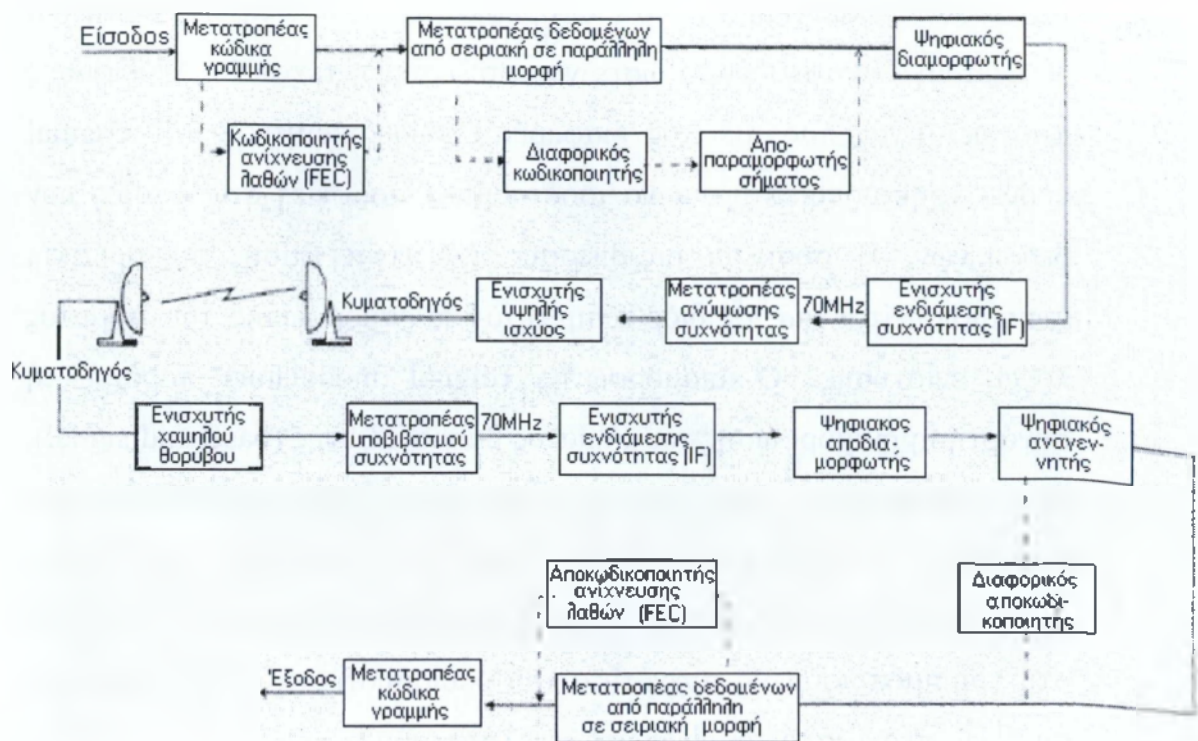 Είσοδος
Μετατροπέας
κώδικα
γραμμής
Μετατροπέας δεδομένων
από σειριακή σε παράλληλη
μορφή
Ψηφιακός
διαμορφωτής
Κωδικοποιητής
ανίχνευσης
λαθών (FEC)
Διαφορικός
κωδικοποιητής
Απο-
παραμορφωτής
σήματος
Κυματοδηγός
Ενισχυτής
υψηλής
ισχύος
Μετατροπέας
ανύψωσης
συχνότητας
70MHz
Ενισχυτής
ενδιάμεσης
συχνότητας (IF)
Κυματοδηγός
Ενισχυτής
χαμηλού
θορύβου
Μετατροπέας
υποβιβασμού
συχνότητας
70MHz
Ενισχυτής
ενδιάμεσης
συχνότητας (IF)
Ψηφιακος
αποδια-
μορφωτής
Ψηφιακός
αναγεν-
νητής
Αποκωδικοποιητής
ανίχνευσης
λαθών (FEC)
Διαφορικός
αποκωδι-
κοποιητής
Έξοδος
Μετατροπέας
κώδικα
γραμμής
Μετατροπέας δεδομένων
από παράλληλη
σε σειριακή μορφή